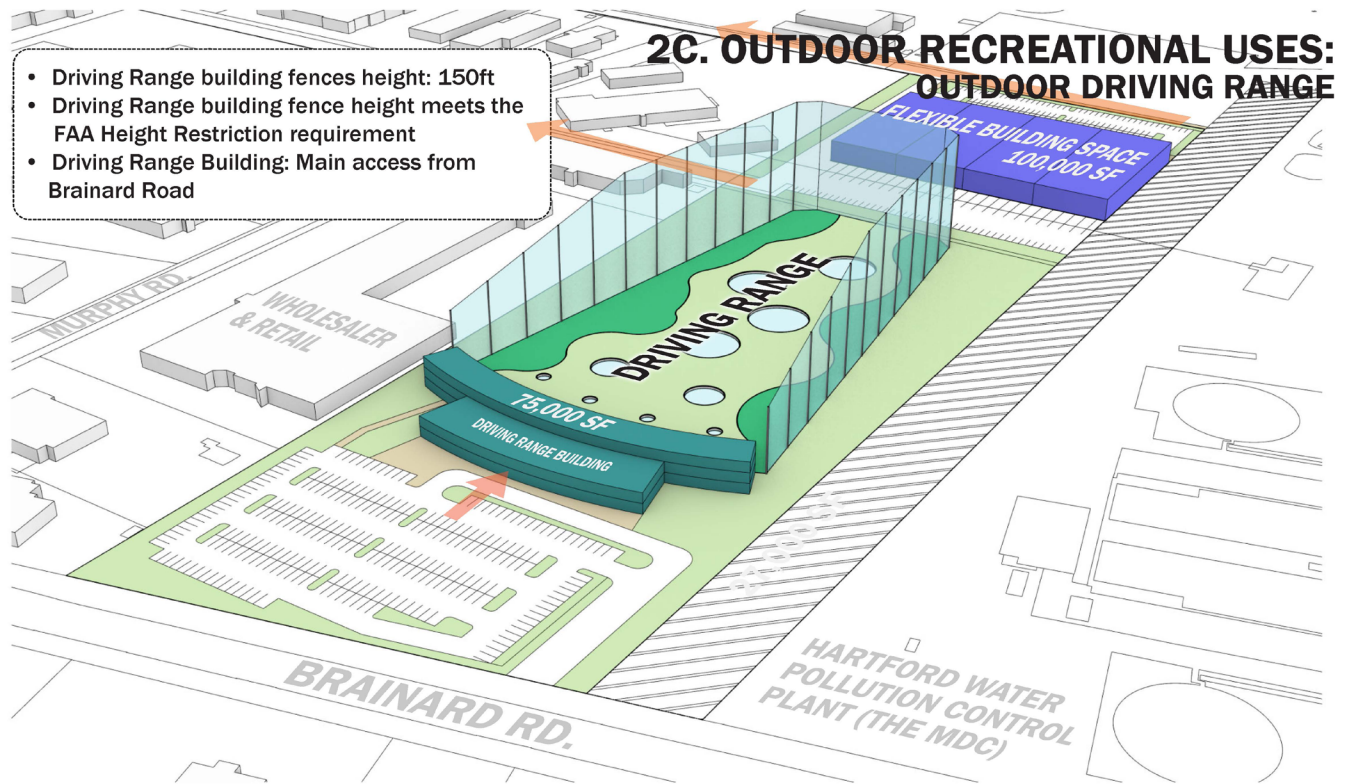 2C. OUTDOOR RECREATIONAL USES:
OUTDOOR DRIVING RANGE
• Driving Range building fences height: 150ft
• Driving Range building fence height meets the
FAA Height Restriction requirement
• Driving Range Building: Main access from
Brainard Road
FLEXIBLE BUILDING SPACE
100,000 SF
MURPHY RD.
WHOLESALER
& RETAIL
DRIVING RANGE
75,000 SF
DRIVING RANGE BUILDING
BRAINARD RD.
HARTFORD WATER
POLLUTION CONTROL
PLANT (THE MDC)